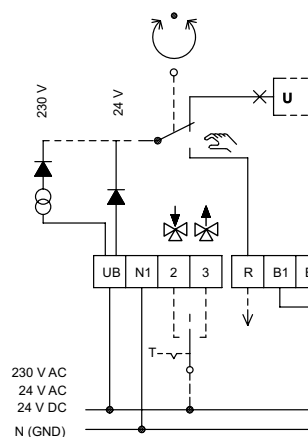 230 V
24 V
U
UB N1 2 3 R B1
T
230 V AC
24 V AC
24 V DC
N (GND)